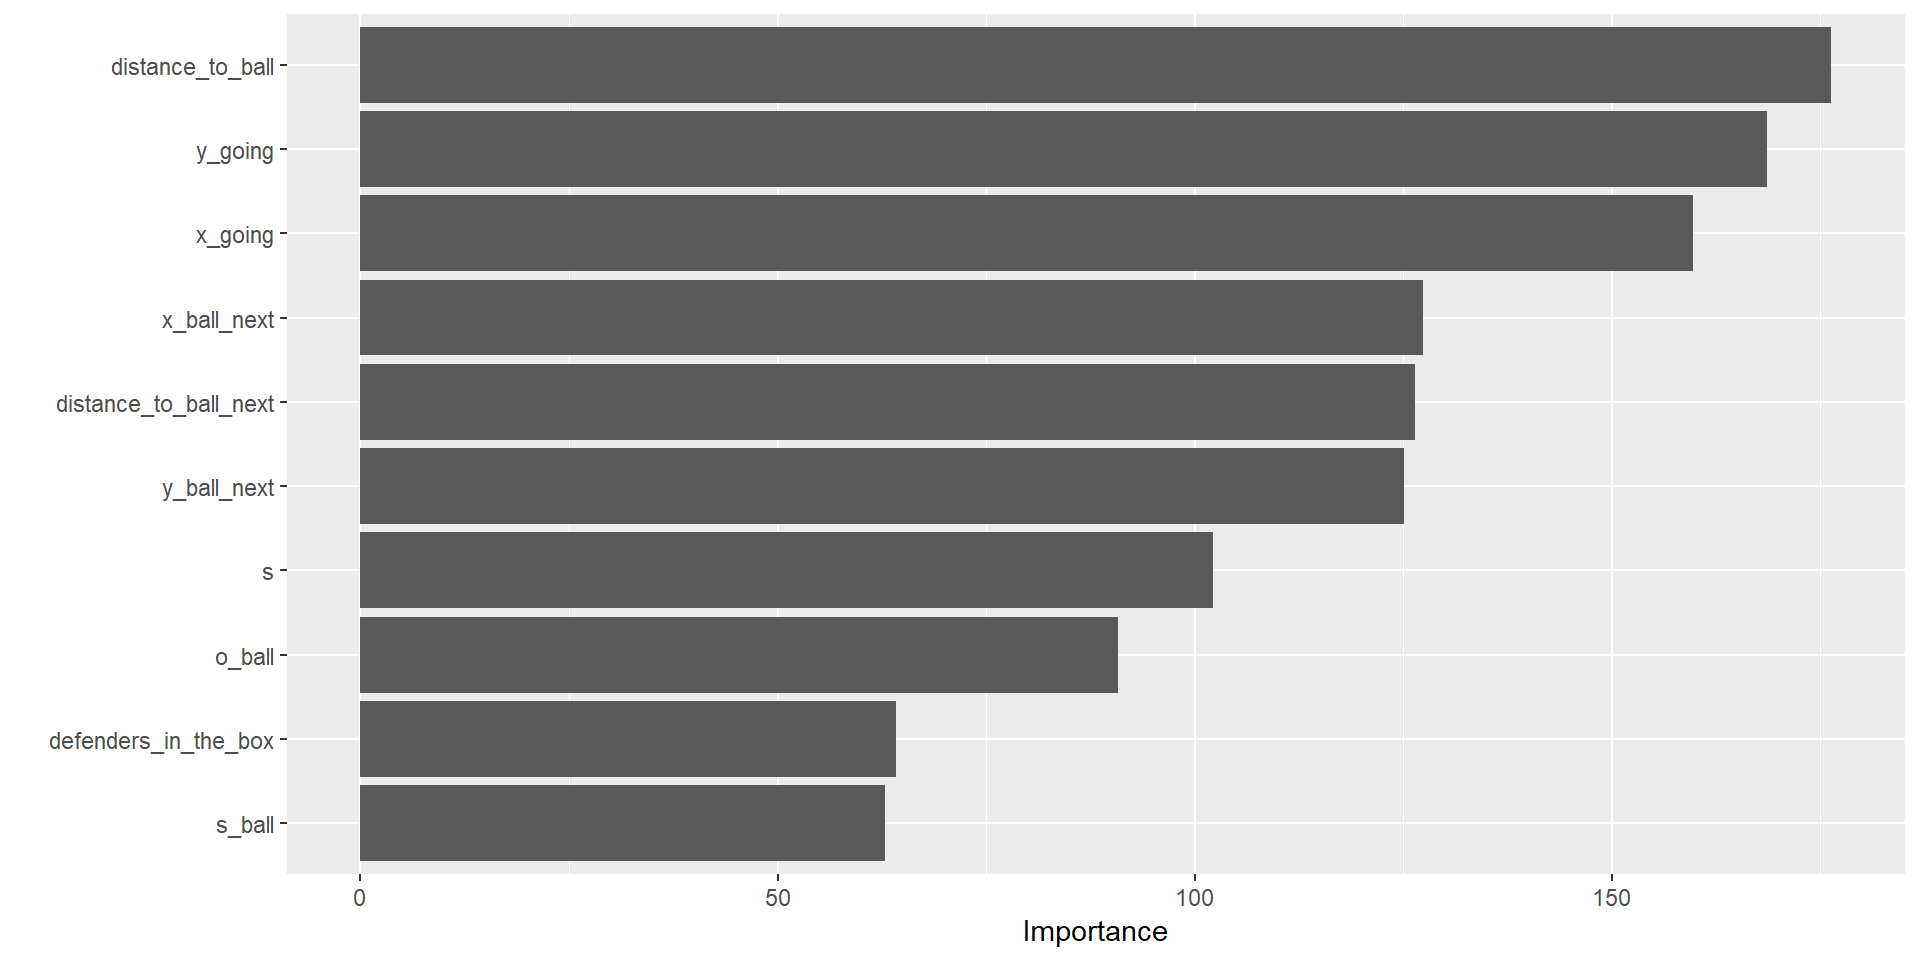 distance_to_ball
y_going
x_going
x_ball_next
distance_to_ball_next
y_ball_next
s
o_ball
defenders_in_the_box
s_ball
0 50 100 150
Importance